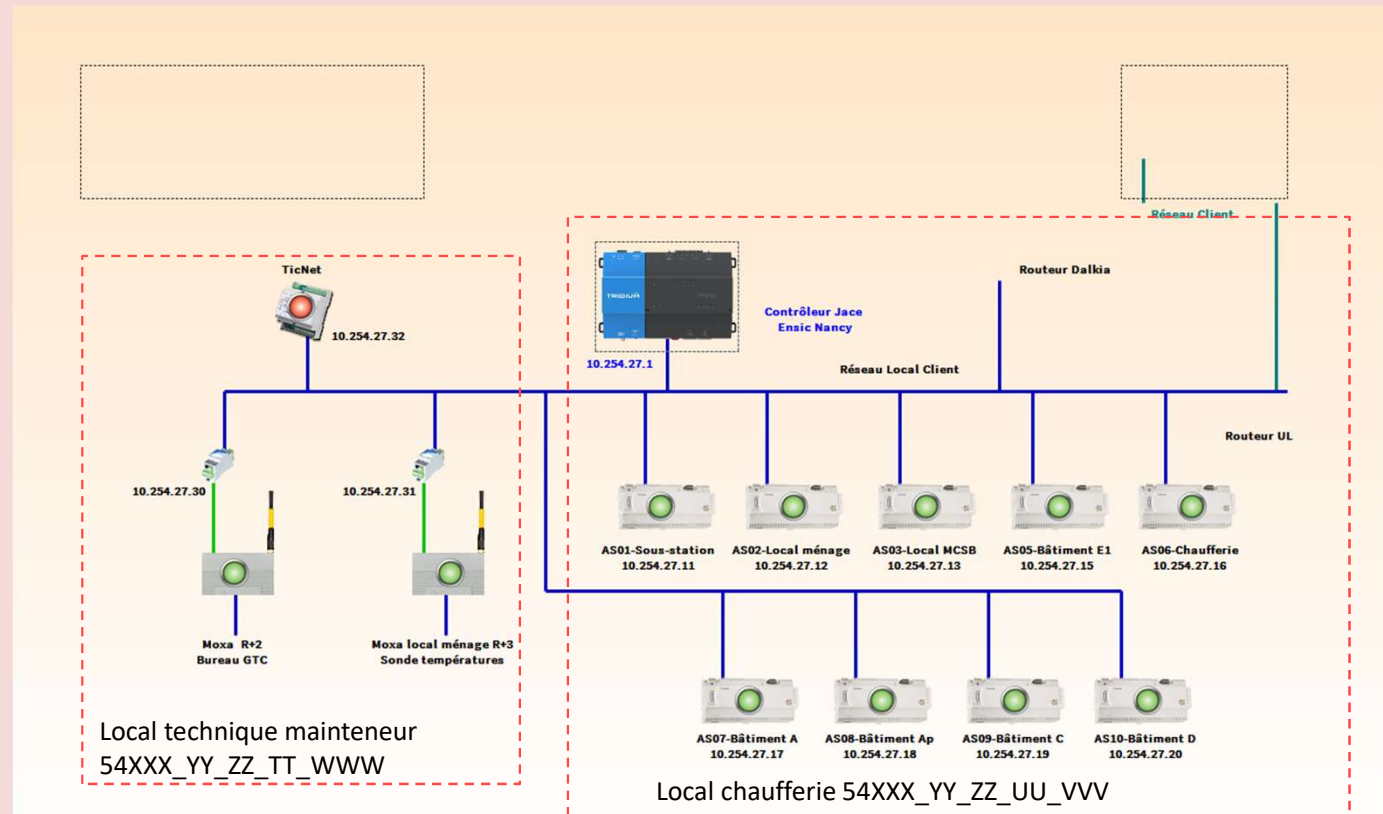 Réseau Client
TicNet
10.254.27.32
TRIDIUM
Contrôleur Jace
Ensic Nancy
10.254.27.1
Routeur Dalkia
Réseau Local Client
Routeur UL
10.254.27.30
10.254.27.31
AS01-Sous-station
10.254.27.11
AS02-Local ménage
10.254.27.12
AS03-Local MCSB
10.254.27.13
AS05-Bâtiment E1
10.254.27.15
AS06-Chaufferie
10.254.27.16
Moxa R+2
Bureau GTC
Moxa local ménage R+3
Sonde températures
AS07-Bâtiment A
10.254.27.17
AS08-Bâtiment Ap
10.254.27.18
AS09-Bâtiment C
10.254.27.19
AS10-Bâtiment D
10.254.27.20
Local technique mainteneur
54XXX_YY_ZZ_TT_WWW
Local chaufferie 54XXX_YY_ZZ_UU_VVV